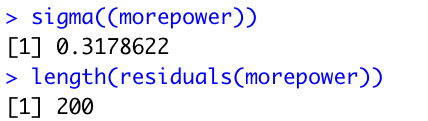 > sigma((morepower))
[1] 0.3178622
> length(residuals(morepower))
[1] 200